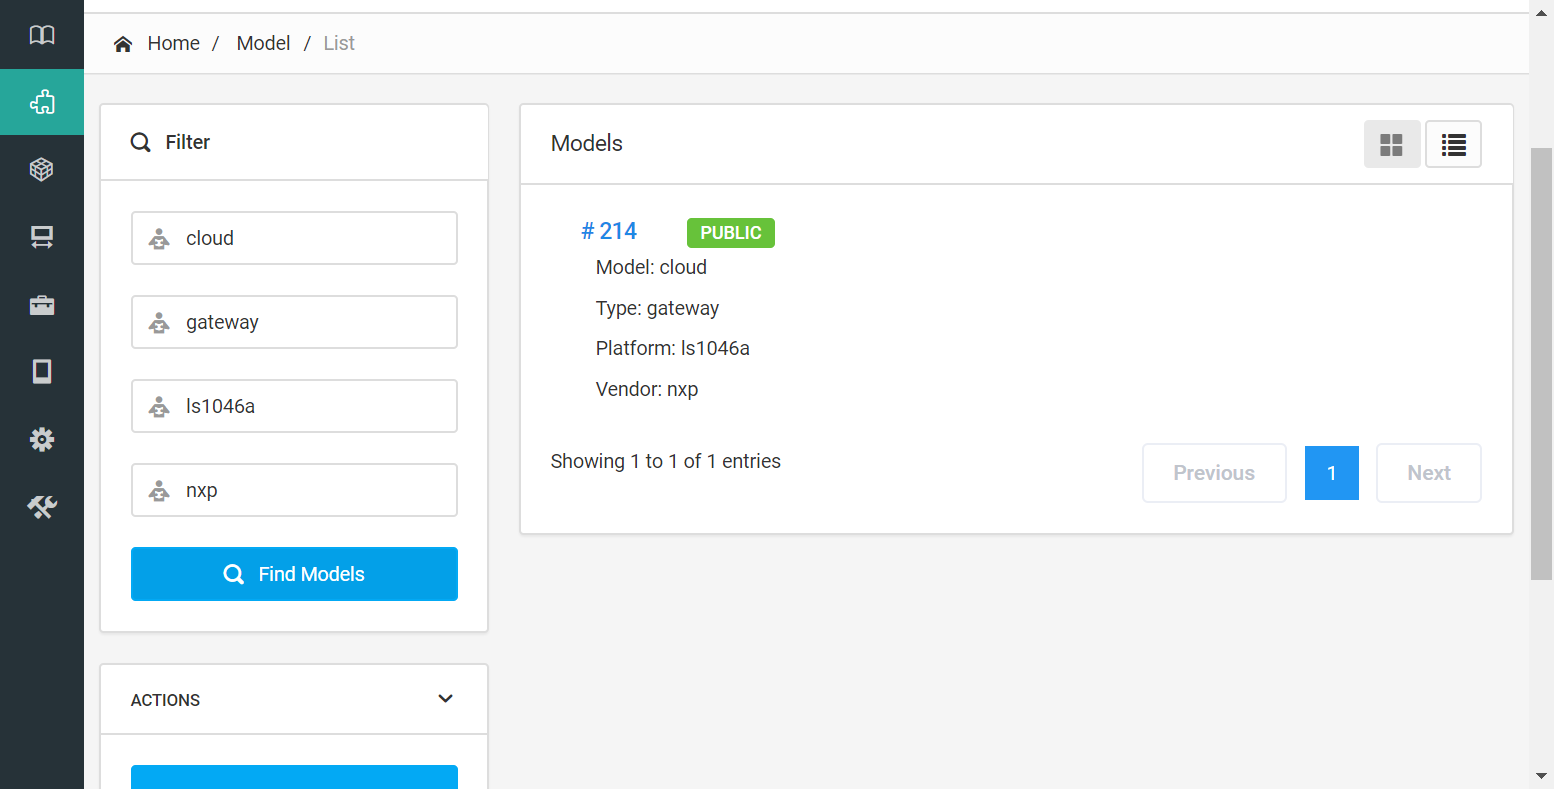 Home / Model / List
Filter
cloud
gateway
ls1046a
nxp
Find Models
ACTIONS
Models
# 214 PUBLIC
Model: cloud
Type: gateway
Platform: ls1046a
Vendor: nxp
Showing 1 to 1 of 1 entries
Previous 1 Next